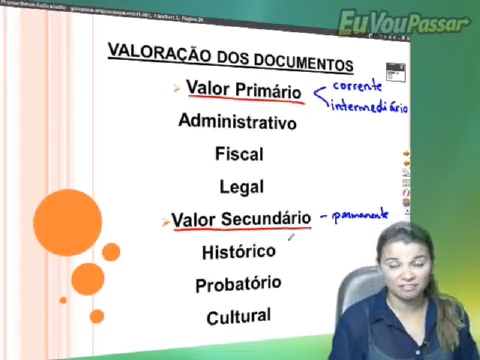 EuVouPassar
VALORAÇÃO DOS DOCUMENTOS
Valor Primário
corrente
intermediário
Administrativo
Fiscal
Legal
Valor Secundário
- permanente
Histórico
Probatório
Cultural